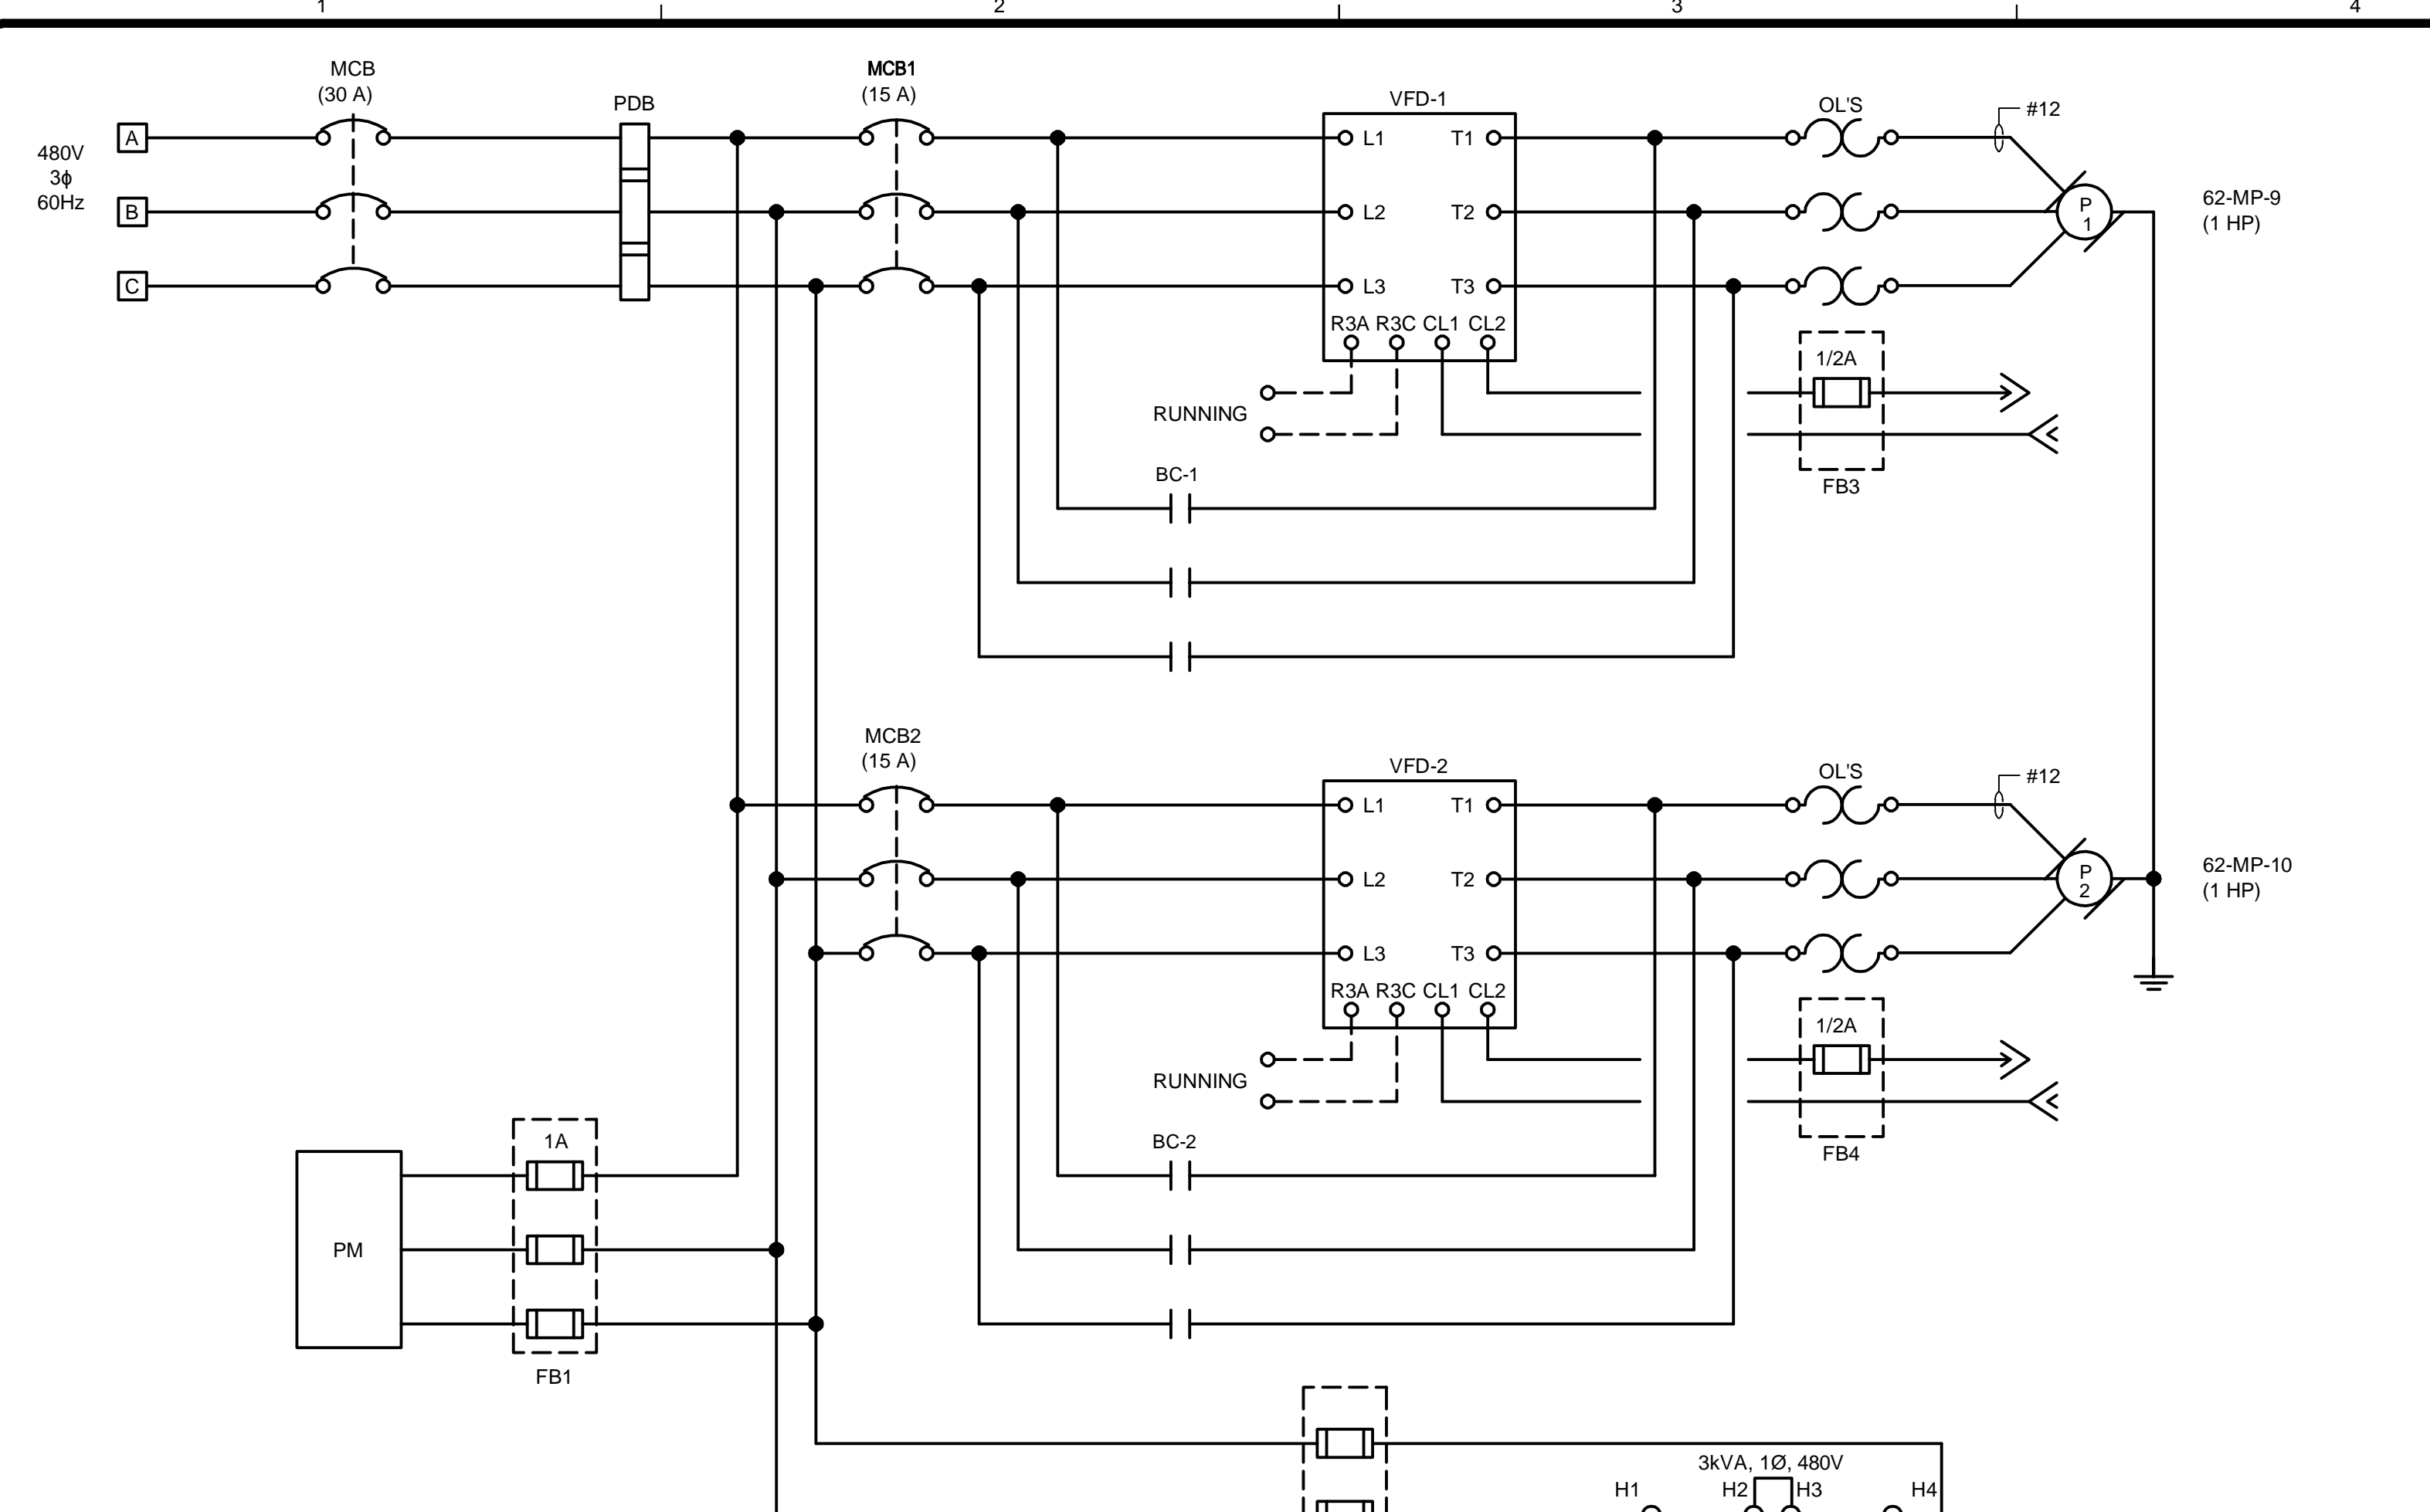 1
2
3
4
MCB
(30 A)
PDB
MCB1
(15 A)
VFD-1
OL'S
#12
480V
3ϕ
60Hz
A
B
C
L1
L2
L3
T1
T2
T3
R3A R3C CL1 CL2
P
1
62-MP-9
(1 HP)
RUNNING
1/2A
FB3
BC-1
MCB2
(15 A)
VFD-2
OL'S
#12
L1
L2
L3
T1
T2
T3
R3A R3C CL1 CL2
P
2
62-MP-10
(1 HP)
RUNNING
1/2A
FB4
BC-2
1A
PM
FB1
3kVA, 1Ø, 480V
H1
H2
H3
H4